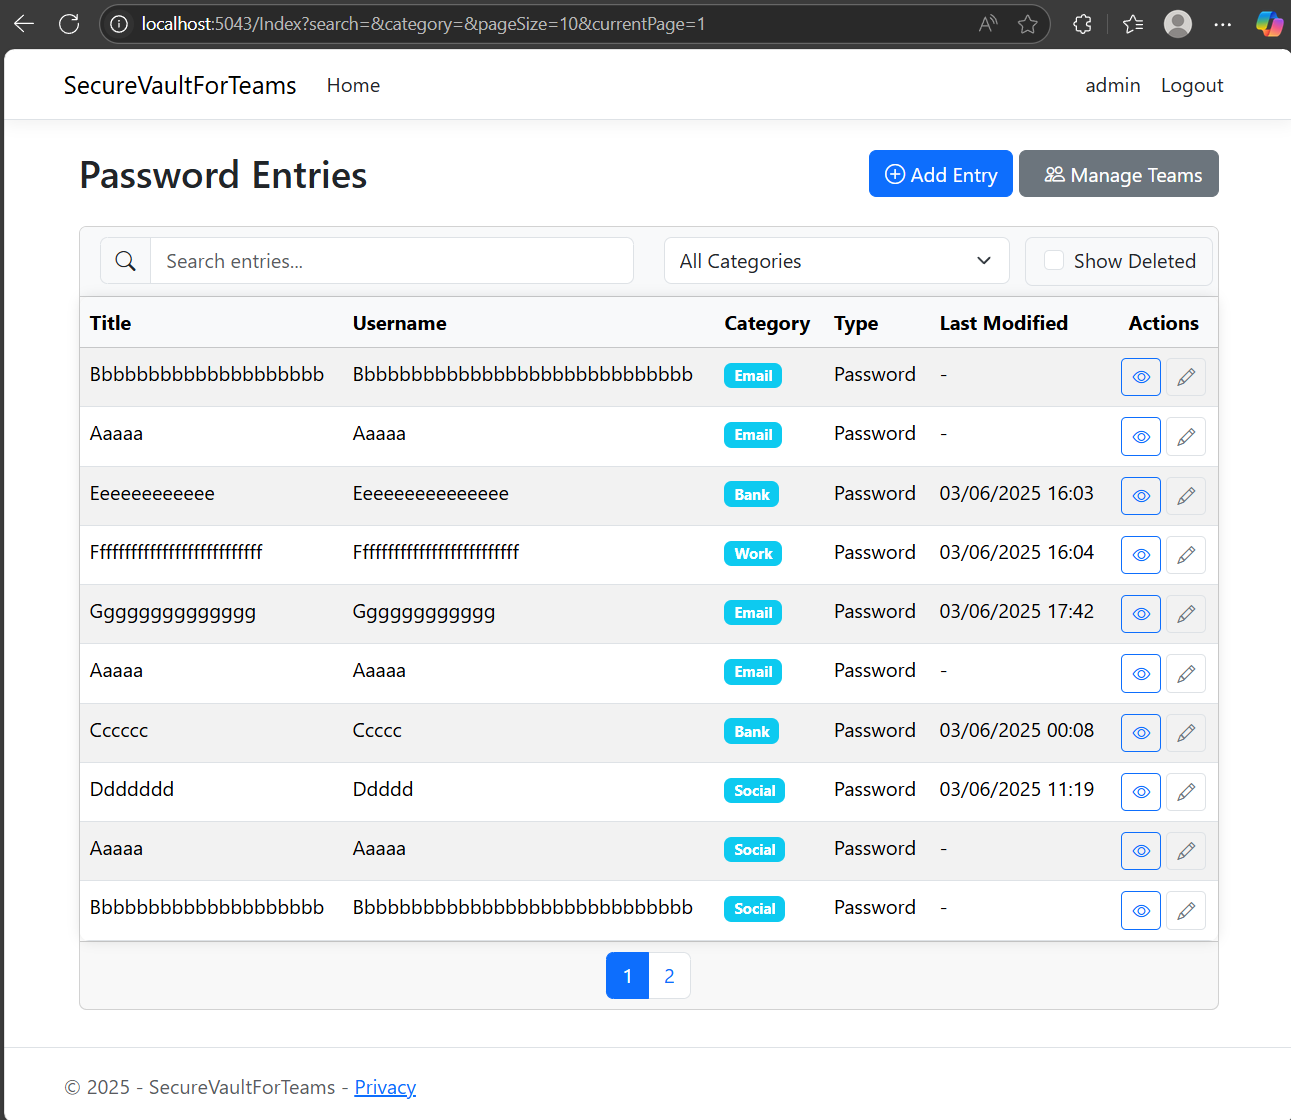 localhost:5043/Index?search=&category=&pageSize=10&currentPage=1
SecureVaultForTeams Home admin Logout
Password Entries Add Entry Manage Teams
Search entries... All Categories Show Deleted
Title Username Category Type Last Modified Actions
Bbbbbbbbbbbbbbbbbbbb Bbbbbbbbbbbbbbbbbbbbbbbbbbbbb Email Password -
Aaaaa Aaaaa Email Password -
Eeeeeeeeeeee Eeeeeeeeeeeeeee Bank Password 03/06/2025 16:03
Fffffffffffffffffffffffffff Ffffffffffffffffffffffffff Work Password 03/06/2025 16:04
Gggggggggggggg Gggggggggggg Email Password 03/06/2025 17:42
Aaaaa Aaaaa Email Password -
Cccccc Ccccc Bank Password 03/06/2025 00:08
Ddddddd Ddddd Social Password 03/06/2025 11:19
Aaaaa Aaaaa Social Password -
Bbbbbbbbbbbbbbbbbbbb Bbbbbbbbbbbbbbbbbbbbbbbbbbbbb Social Password -
1 2
© 2025 - SecureVaultForTeams - Privacy